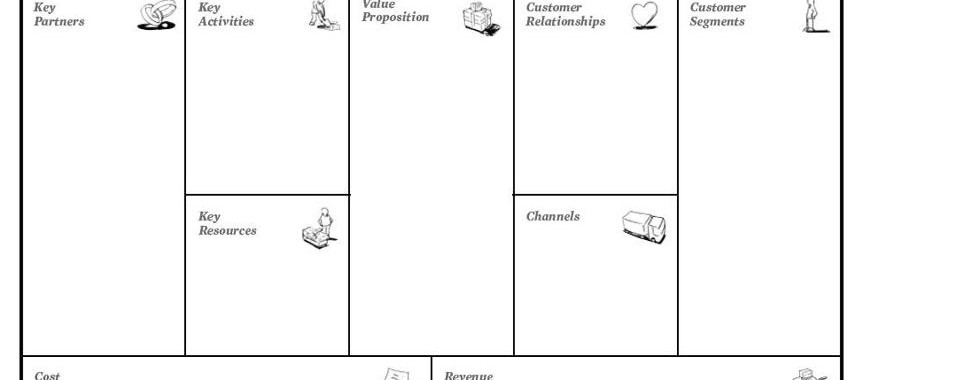 Key
Partners
Key
Activities
Value
Proposition
Customer
Relationships
Customer
Segments
Key
Resources
Channels
Cost
Revenue